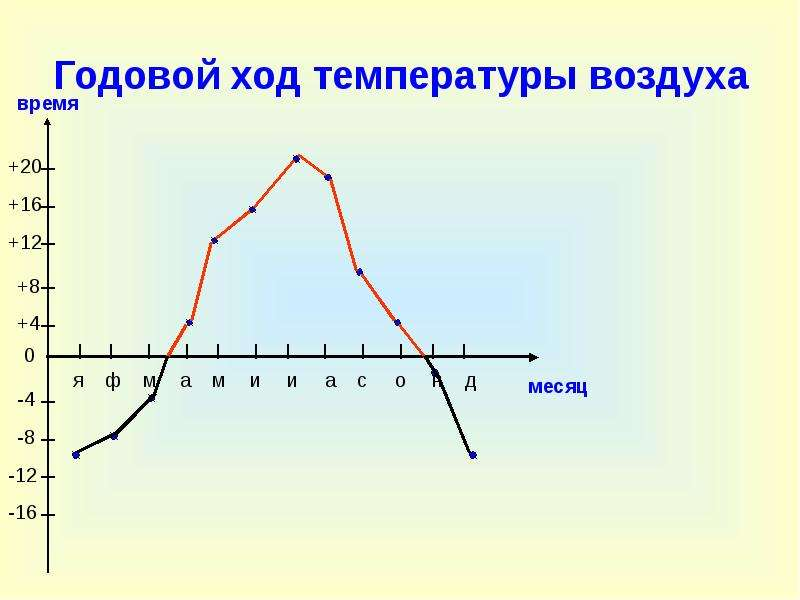 Годовой ход температуры воздуха
время
+20
+16
+12
+8
+4
0
я ф м а м и и а с о н д
месяц
-4
-8
-12
-16